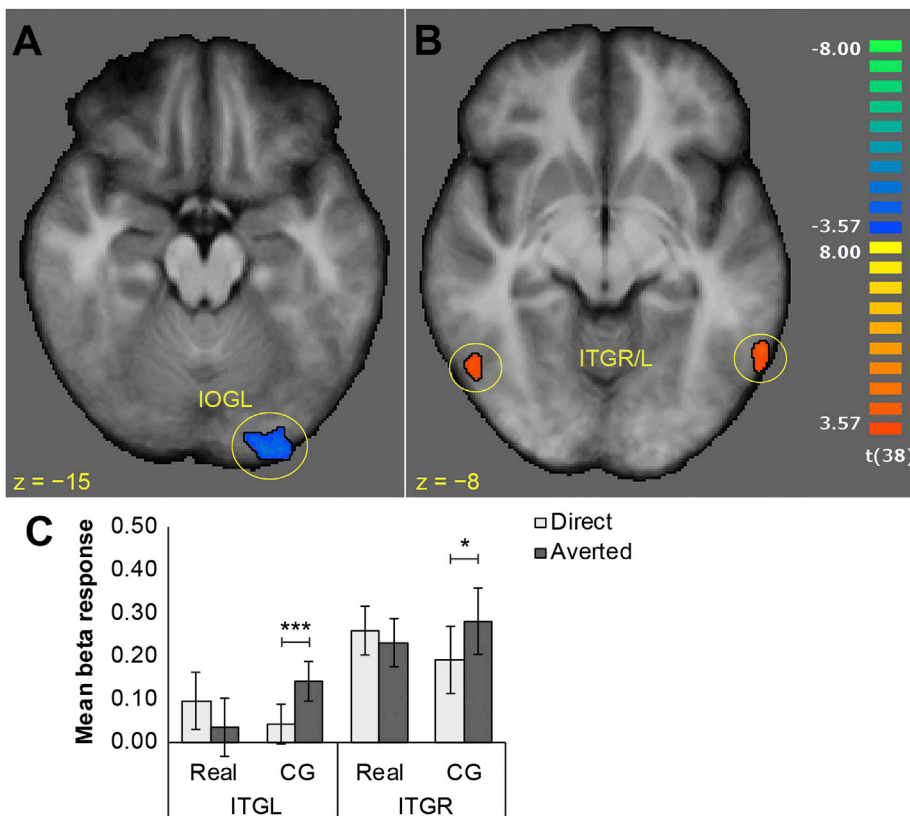 A
IOGL
z = −15
B
ITGR/L
z = −8
-8.00
-3.57
8.00
3.57
t(38)
C
Mean beta response
0.50
0.40
0.30
0.20
0.10
0.00
***
*
Direct
Averted
Real CG Real CG
ITGL ITGR